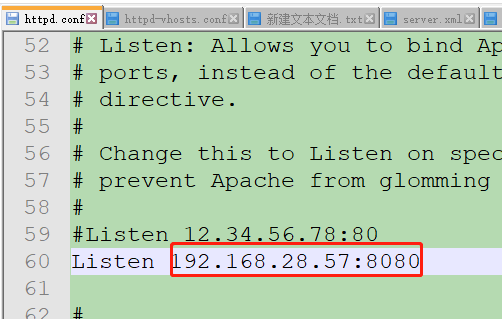 httpd.conf httpd-vhosts.conf 新建文本文档.txt server.xml
52 # Listen: Allows you to bind Ap
53 # ports, instead of the default
54 # directive.
55 #
56 # Change this to Listen on spec
57 # prevent Apache from glomming
58 #
59 #Listen 12.34.56.78:80
60 Listen 192.168.28.57:8080
61
62 #